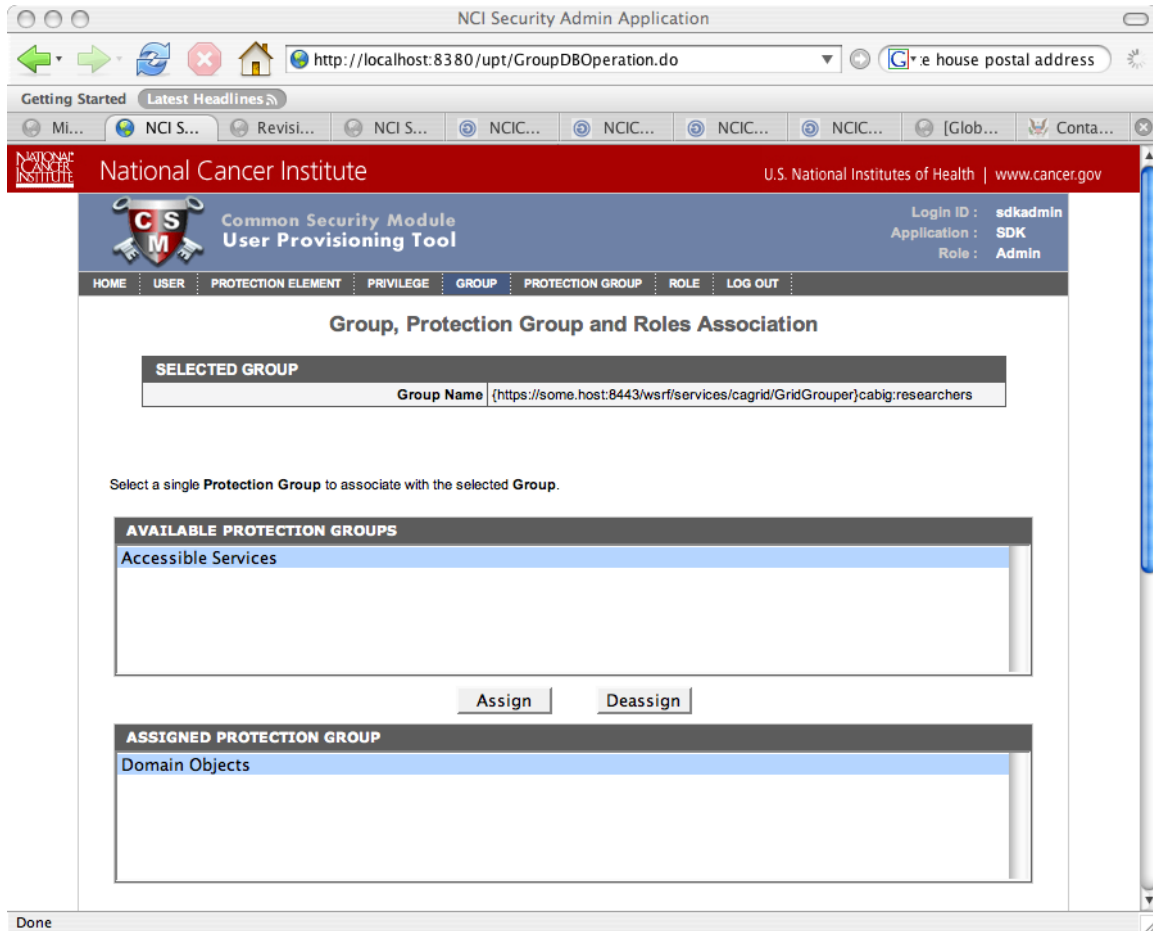 NCI Security Admin Application
http://localhost:8380/upt/GroupDBOperation.do
G :e house postal address
Getting Started Latest Headlines
Mi... NCI S... Revisi... NCI S... NCIC... NCIC... NCIC... NCIC... [Glob... Conta...
NATIONAL CANCER INSTITUTE
National Cancer Institute
U.S. National Institutes of Health | www.cancer.gov
C S M
Common Security Module
User Provisioning Tool
Login ID : sdkadmin
Application : SDK
Role : Admin
HOME USER PROTECTION ELEMENT PRIVILEGE GROUP PROTECTION GROUP ROLE LOG OUT
Group, Protection Group and Roles Association
SELECTED GROUP
Group Name {https://some.host:8443/wsrf/services/cagrid/GridGrouper}cabig:researchers
Select a single Protection Group to associate with the selected Group.
AVAILABLE PROTECTION GROUPS
Accessible Services
Assign Deassign
ASSIGNED PROTECTION GROUP
Domain Objects
Done